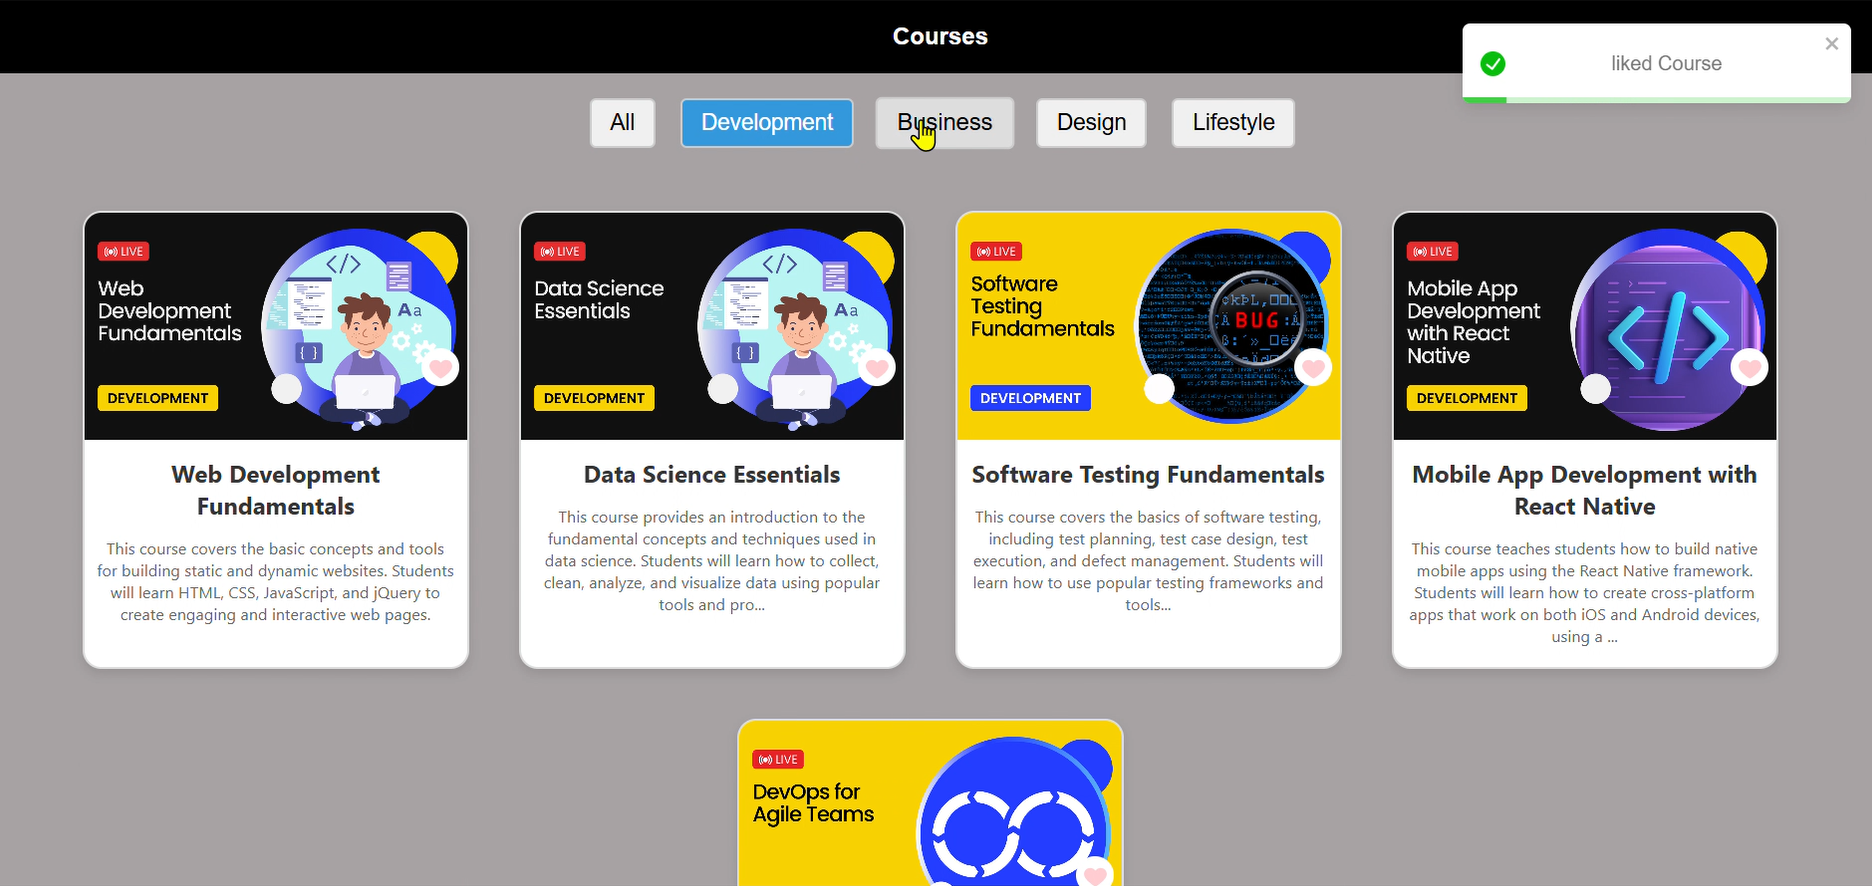 Courses
liked Course
All
Development
Business
Design
Lifestyle
LIVE
Web
Development
Fundamentals
DEVELOPMENT
Web Development
Fundamentals
This course covers the basic concepts and tools
for building static and dynamic websites. Students
will learn HTML, CSS, JavaScript, and jQuery to
create engaging and interactive web pages.
LIVE
Data Science
Essentials
DEVELOPMENT
Data Science Essentials
This course provides an introduction to the
fundamental concepts and techniques used in
data science. Students will learn how to collect,
clean, analyze, and visualize data using popular
tools and pro...
LIVE
Software
Testing
Fundamentals
BUG
DEVELOPMENT
Software Testing Fundamentals
This course covers the basics of software testing,
including test planning, test case design, test
execution, and defect management. Students will
learn how to use popular testing frameworks and
tools...
LIVE
Mobile App
Development
with React
Native
DEVELOPMENT
Mobile App Development with
React Native
This course teaches students how to build native
mobile apps using the React Native framework.
Students will learn how to create cross-platform
apps that work on both iOS and Android devices,
using a ...
LIVE
DevOps for
Agile Teams